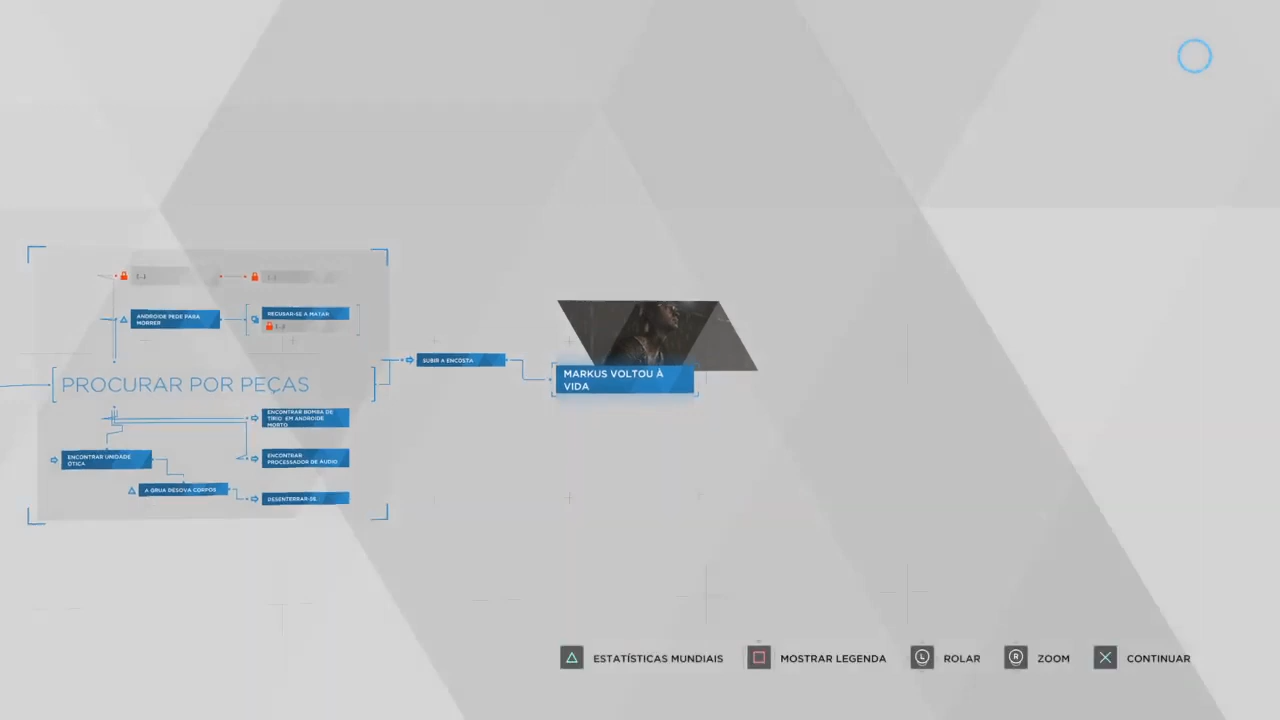 [...]
[...]
ANDROIDE PEDE PARA
MORRER
RECUSAR-SE A MATAR
[...]
SUBIR A ENCOSTA
PROCURAR POR PEÇAS
MARKUS VOLTOU À
VIDA
ENCONTRAR BOMBA DE
TÍRIO EM ANDROIDE
MORTO
ENCONTRAR UNIDADE
ÓTICA
ENCONTRAR
PROCESSADOR DE ÁUDIO
A GRUA DESOVA CORPOS
DESENTERRAR-SE
ESTATÍSTICAS MUNDIAIS
MOSTRAR LEGENDA
L
ROLAR
R
ZOOM
CONTINUAR